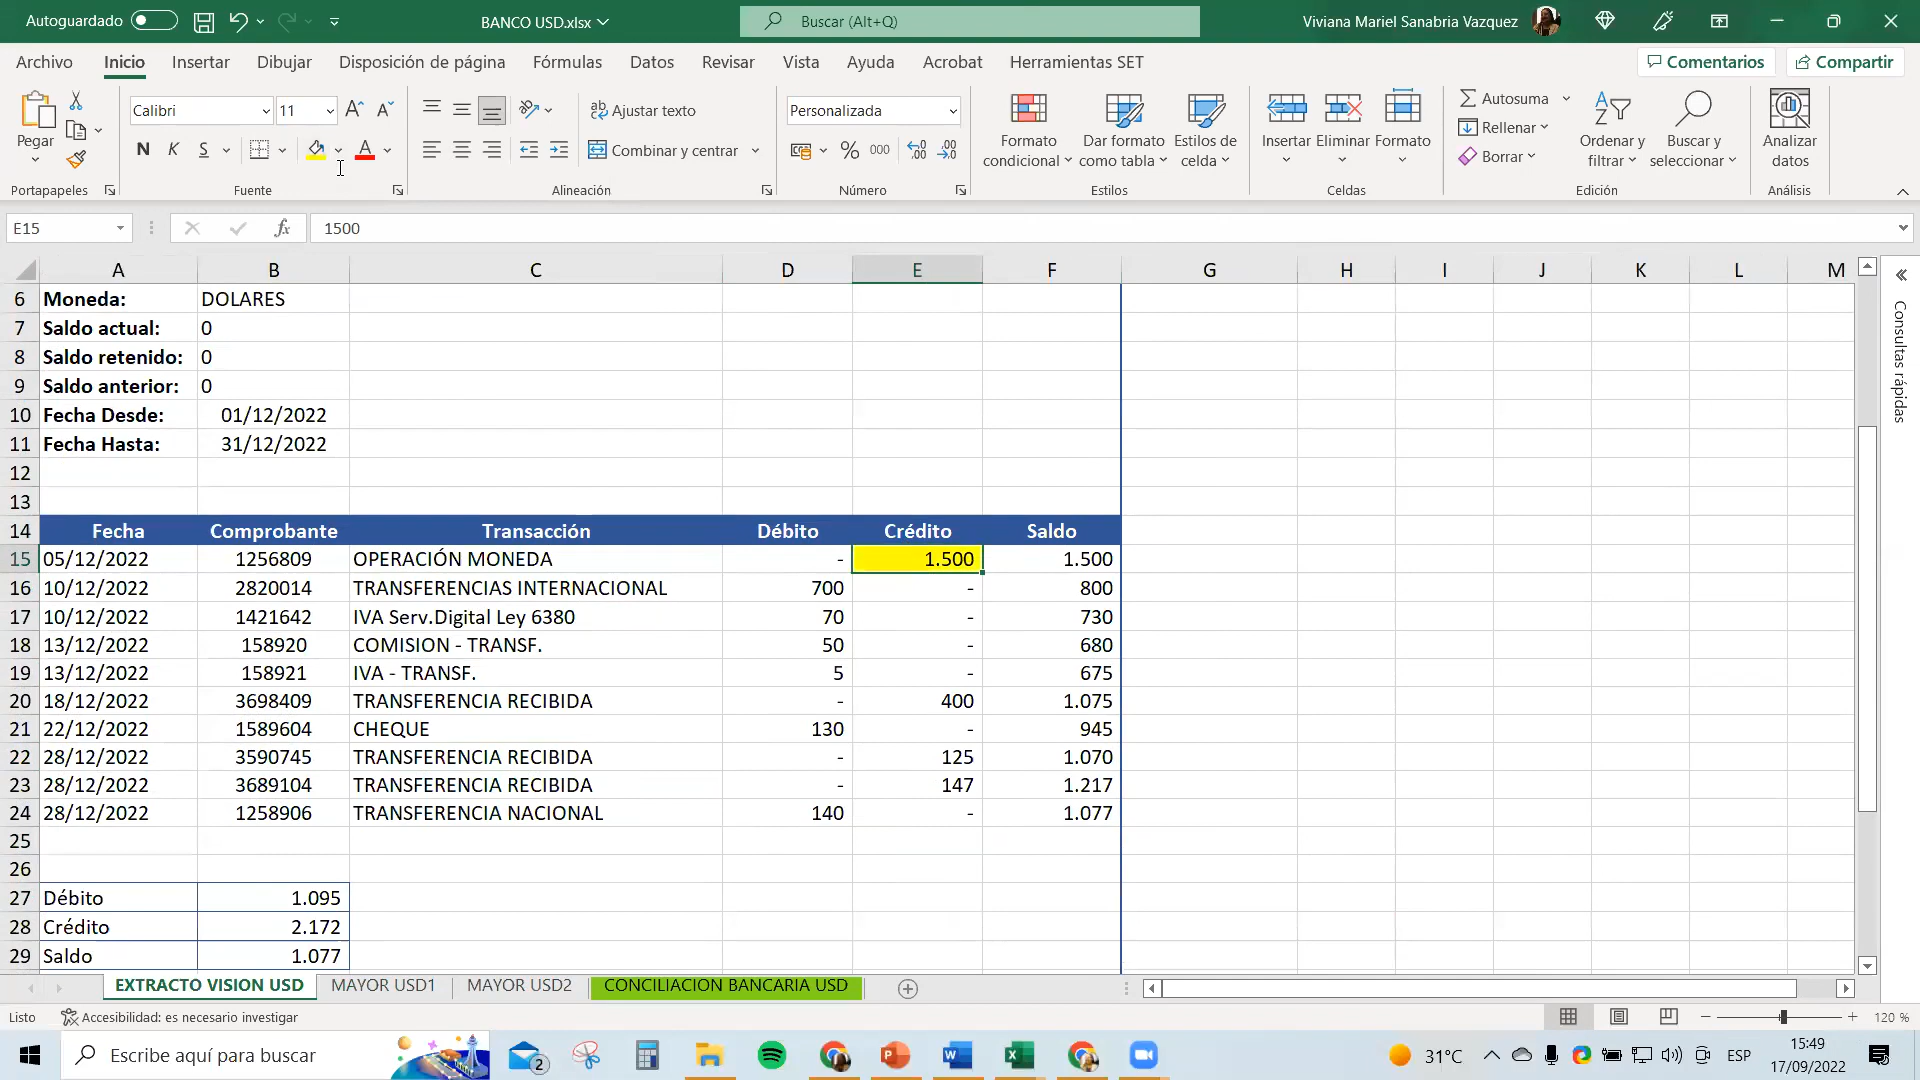 Autoguardado
BANCO USD.xlsx
Buscar (Alt+Q)
Viviana Mariel Sanabria Vazquez
Archivo Inicio Insertar Dibujar Disposición de página Fórmulas Datos Revisar Vista Ayuda Acrobat Herramientas SET
Comentarios Compartir
Pegar
Calibri 11
N K S
Ajustar texto
Combinar y centrar
Personalizada
% 000
Formato condicional
Dar formato como tabla
Estilos de celda
Insertar Eliminar Formato
Autosuma
Rellenar
Borrar
Ordenar y filtrar
Buscar y seleccionar
Analizar datos
Portapapeles Fuente Alineación Número Estilos Celdas Edición Análisis
E15 fx 1500
A B C D E F G H I J K L M
6 Moneda: DOLARES
7 Saldo actual: 0
8 Saldo retenido: 0
9 Saldo anterior: 0
10 Fecha Desde: 01/12/2022
11 Fecha Hasta: 31/12/2022
12
13
14 Fecha Comprobante Transacción Débito Crédito Saldo
15 05/12/2022 1256809 OPERACIÓN MONEDA - 1.500 1.500
16 10/12/2022 2820014 TRANSFERENCIAS INTERNACIONAL 700 - 800
17 10/12/2022 1421642 IVA Serv.Digital Ley 6380 70 - 730
18 13/12/2022 158920 COMISION - TRANSF. 50 - 680
19 13/12/2022 158921 IVA - TRANSF. 5 - 675
20 18/12/2022 3698409 TRANSFERENCIA RECIBIDA - 400 1.075
21 22/12/2022 1589604 CHEQUE 130 - 945
22 28/12/2022 3590745 TRANSFERENCIA RECIBIDA - 125 1.070
23 28/12/2022 3689104 TRANSFERENCIA RECIBIDA - 147 1.217
24 28/12/2022 1258906 TRANSFERENCIA NACIONAL 140 - 1.077
25
26
27 Débito 1.095
28 Crédito 2.172
29 Saldo 1.077
Consultas rápidas
EXTRACTO VISION USD MAYOR USD1 MAYOR USD2 CONCILIACION BANCARIA USD
Listo Accesibilidad: es necesario investigar 120 %
Escribe aquí para buscar
2
31°C
ESP
15:49
17/09/2022